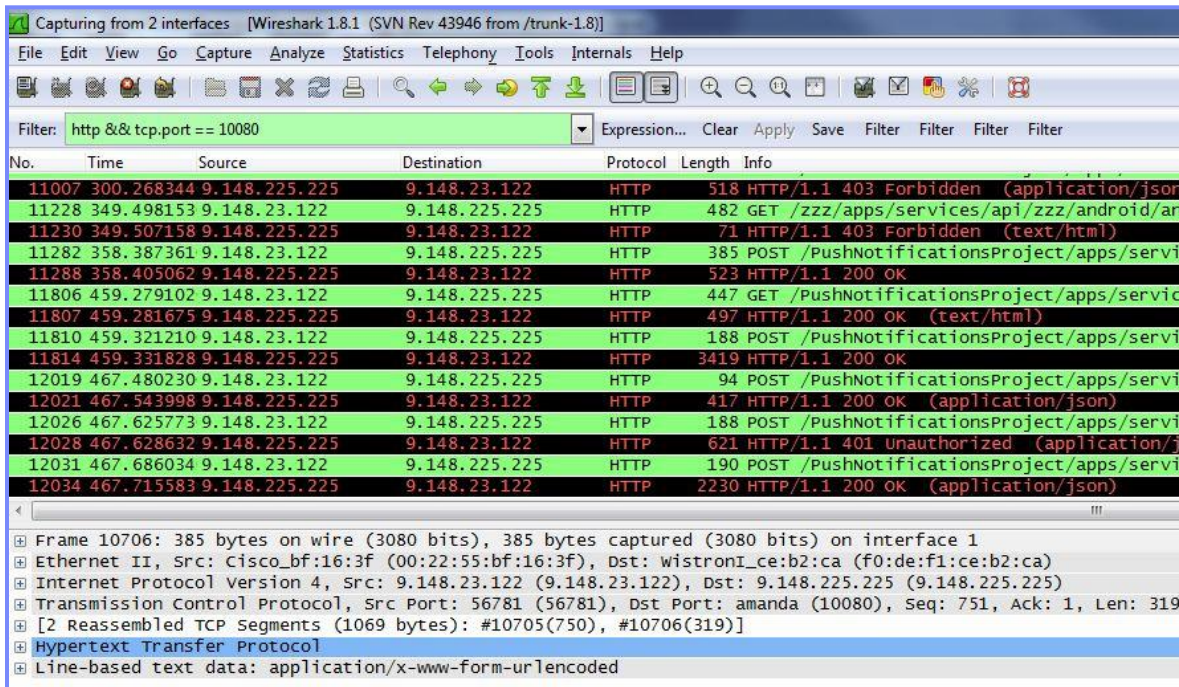 Capturing from 2 interfaces [Wireshark 1.8.1 (SVN Rev 43946 from /trunk-1.8)]
File Edit View Go Capture Analyze Statistics Telephony Tools Internals Help
Filter: http && tcp.port == 10080 Expression... Clear Apply Save Filter Filter Filter Filter
No. Time Source Destination Protocol Length Info
11007 300.268344 9.148.225.225 9.148.23.122 HTTP 518 HTTP/1.1 403 Forbidden (application/json
11228 349.498153 9.148.23.122 9.148.225.225 HTTP 482 GET /zzz/apps/services/api/zzz/android/an
11230 349.507158 9.148.225.225 9.148.23.122 HTTP 71 HTTP/1.1 403 Forbidden (text/html)
11282 358.387361 9.148.23.122 9.148.225.225 HTTP 385 POST /PushNotificationsProject/apps/servi
11288 358.405062 9.148.225.225 9.148.23.122 HTTP 523 HTTP/1.1 200 OK
11806 459.279102 9.148.23.122 9.148.225.225 HTTP 447 GET /PushNotificationsProject/apps/servic
11807 459.281675 9.148.225.225 9.148.23.122 HTTP 497 HTTP/1.1 200 OK (text/html)
11810 459.321210 9.148.23.122 9.148.225.225 HTTP 188 POST /PushNotificationsProject/apps/servi
11814 459.331828 9.148.225.225 9.148.23.122 HTTP 3419 HTTP/1.1 200 OK
12019 467.480230 9.148.23.122 9.148.225.225 HTTP 94 POST /PushNotificationsProject/apps/servi
12021 467.543998 9.148.225.225 9.148.23.122 HTTP 417 HTTP/1.1 200 OK (application/json)
12026 467.625773 9.148.23.122 9.148.225.225 HTTP 188 POST /PushNotificationsProject/apps/servi
12028 467.628632 9.148.225.225 9.148.23.122 HTTP 621 HTTP/1.1 401 Unauthorized (application/j
12031 467.686034 9.148.23.122 9.148.225.225 HTTP 190 POST /PushNotificationsProject/apps/servi
12034 467.715583 9.148.225.225 9.148.23.122 HTTP 2230 HTTP/1.1 200 OK (application/json)
Frame 10706: 385 bytes on wire (3080 bits), 385 bytes captured (3080 bits) on interface 1
Ethernet II, Src: Cisco_bf:16:3f (00:22:55:bf:16:3f), Dst: WistronI_ce:b2:ca (f0:de:f1:ce:b2:ca)
Internet Protocol Version 4, Src: 9.148.23.122 (9.148.23.122), Dst: 9.148.225.225 (9.148.225.225)
Transmission Control Protocol, Src Port: 56781 (56781), Dst Port: amanda (10080), Seq: 751, Ack: 1, Len: 319
[2 Reassembled TCP Segments (1069 bytes): #10705(750), #10706(319)]
Hypertext Transfer Protocol
Line-based text data: application/x-www-form-urlencoded